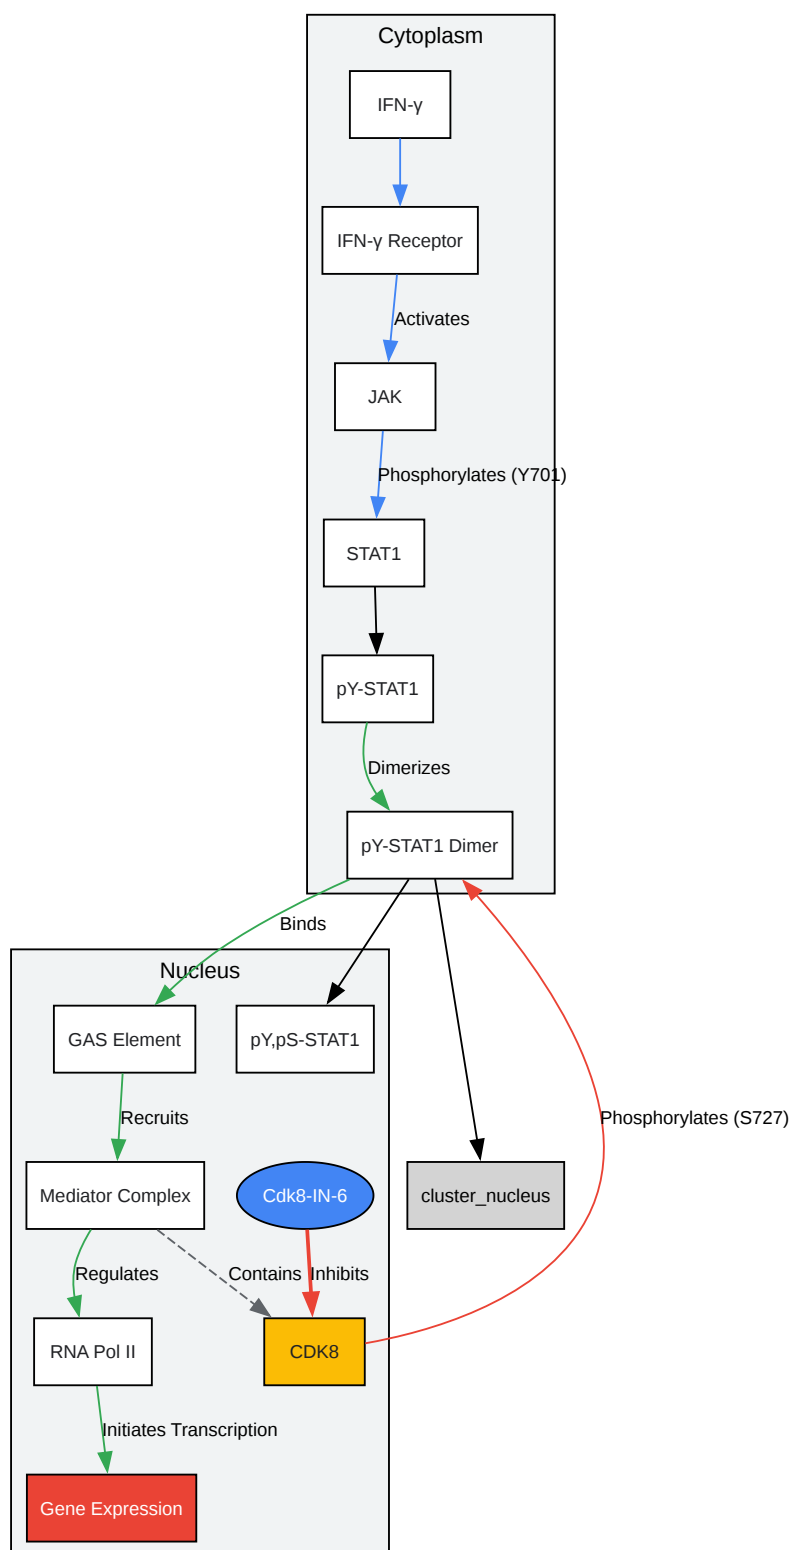 Cytoplasm
IFN-γ
IFN-γ Receptor
Activates
JAK
Phosphorylates (Y701)
STAT1
pY-STAT1
Dimerizes
pY-STAT1 Dimer
Binds
Nucleus
GAS Element
pY,pS-STAT1
Recruits
Phosphorylates (S727)
Mediator Complex
Cdk8-IN-6
cluster_nucleus
Regulates
Contains
Inhibits
RNA Pol II
CDK8
Initiates Transcription
Gene Expression